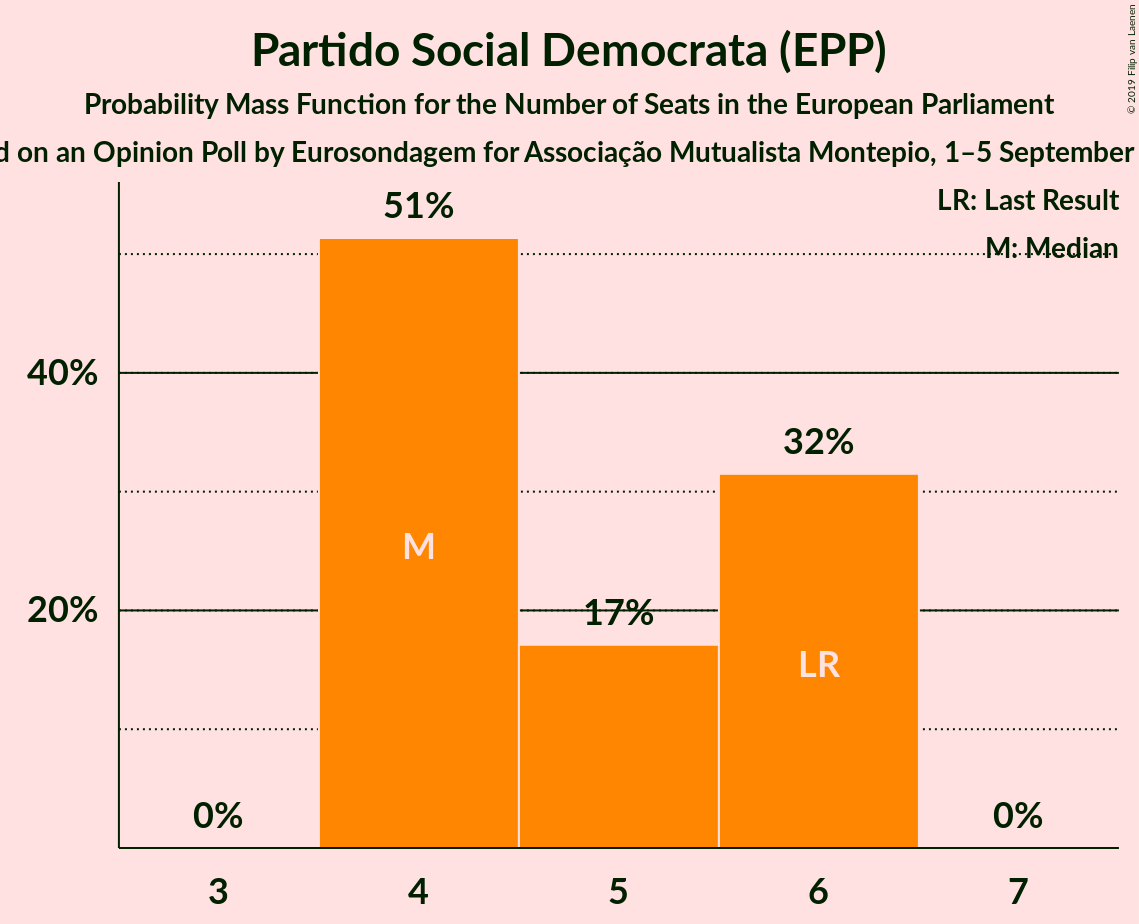 Partido Social Democrata (EPP)
Probability Mass Function for the Number of Seats in the European Parliament
on an Opinion Poll by Eurosondagem for Associação Mutualista Montepio, 1–5 September
© 2019 Filip van Laenen
LR: Last Result
M: Median
51%
40%
32%
M
20%
17%
LR
0%
0%
3 4 5 6 7